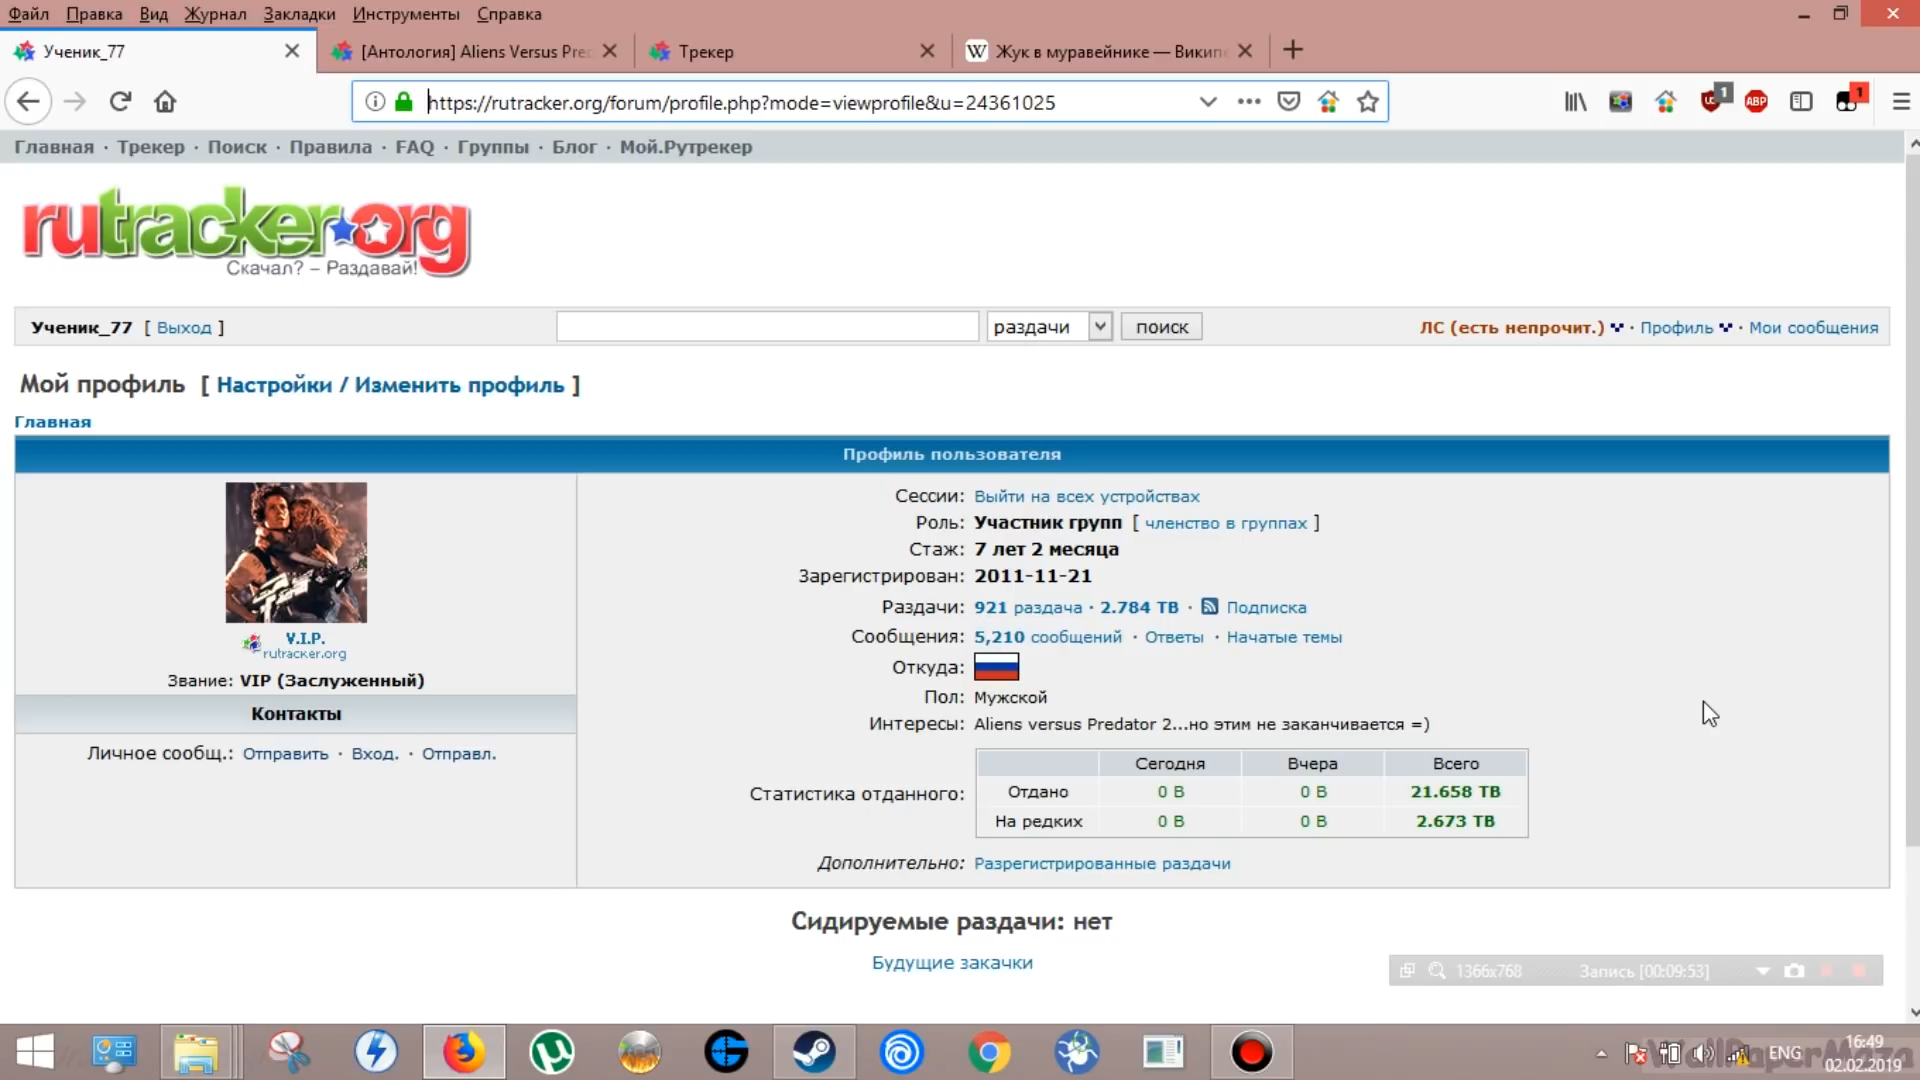 Файл Правка Вид Журнал Закладки Инструменты Справка
Ученик_77 [Антология] Aliens Versus Pre Трекер Жук в муравейнике — Викип
https://rutracker.org/forum/profile.php?mode=viewprofile&u=24361025 1 ABP 1
Главная · Трекер · Поиск · Правила · FAQ · Группы · Блог · Мой.Рутрекер
rutracker.org
Скачал? – Раздавай!
Ученик_77 [ Выход ] раздачи поиск ЛС (есть непрочит.) · Профиль · Мои сообщения
Мой профиль [ Настройки / Изменить профиль ]
Главная
Профиль пользователя
V.I.P.
rutracker.org
Звание: VIP (Заслуженный)
Контакты
Личное сообщ.: Отправить · Вход. · Отправл.
Сессии: Выйти на всех устройствах
Роль: Участник групп [ членство в группах ]
Стаж: 7 лет 2 месяца
Зарегистрирован: 2011-11-21
Раздачи: 921 раздача · 2.784 TB · Подписка
Сообщения: 5,210 сообщений · Ответы · Начатые темы
Откуда:
Пол: Мужской
Интересы: Aliens versus Predator 2...но этим не заканчивается =)
Сегодня Вчера Всего
Статистика отданного:
Отдано 0 B 0 B 21.658 TB
На редких 0 B 0 B 2.673 TB
Дополнительно: Разрегистрированные раздачи
Сидируемые раздачи: нет
Будущие закачки
1366x768 Запись [00:09:53]
ENG 16:49
02.02.2019